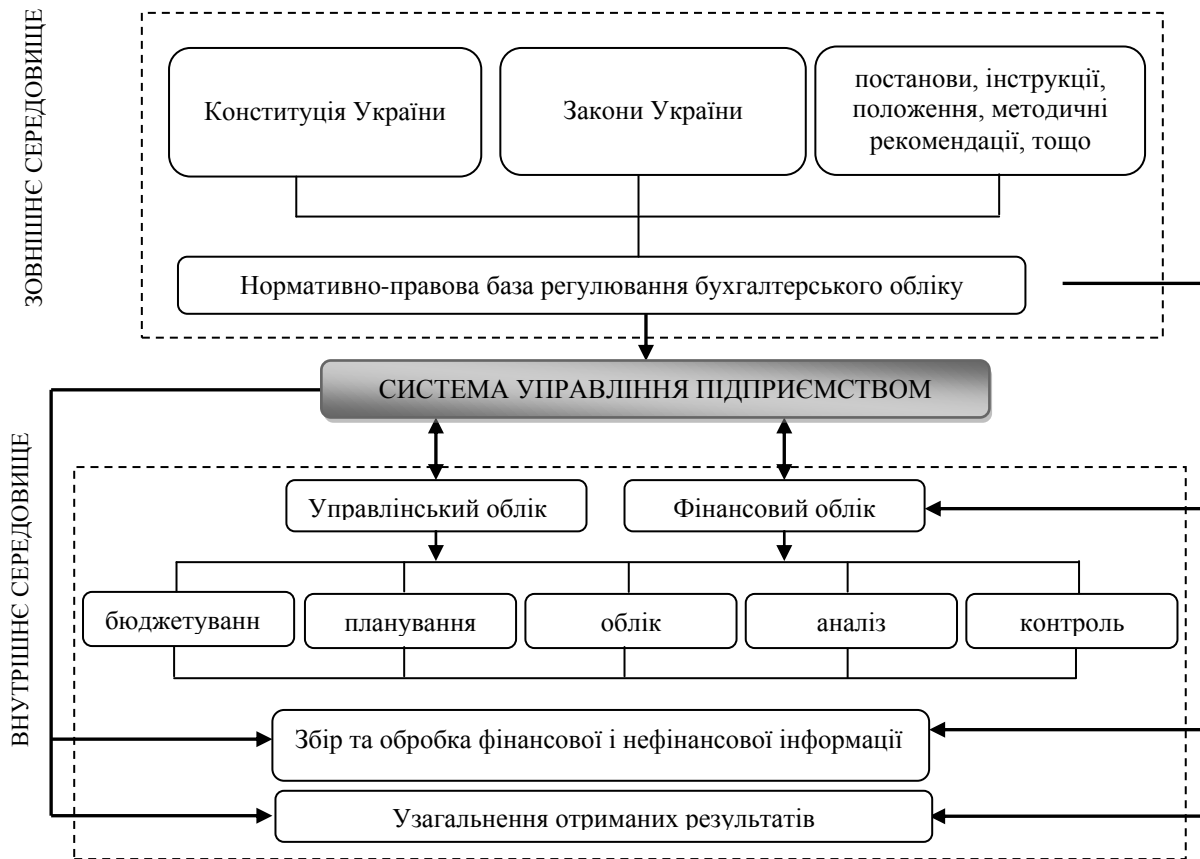 ЗОВНІШНЄ СЕРЕДОВИЩЕ
Конституція України
Закони України
постанови, інструкції,
положення, методичні
рекомендації, тощо
Нормативно-правова база регулювання бухгалтерського обліку
СИСТЕМА УПРАВЛІННЯ ПІДПРИЄМСТВОМ
ВНУТРІШНЄ СЕРЕДОВИЩЕ
Управлінський облік
Фінансовий облік
бюджетуванн
планування
облік
аналіз
контроль
Збір та обробка фінансової і нефінансової інформації
Узагальнення отриманих результатів